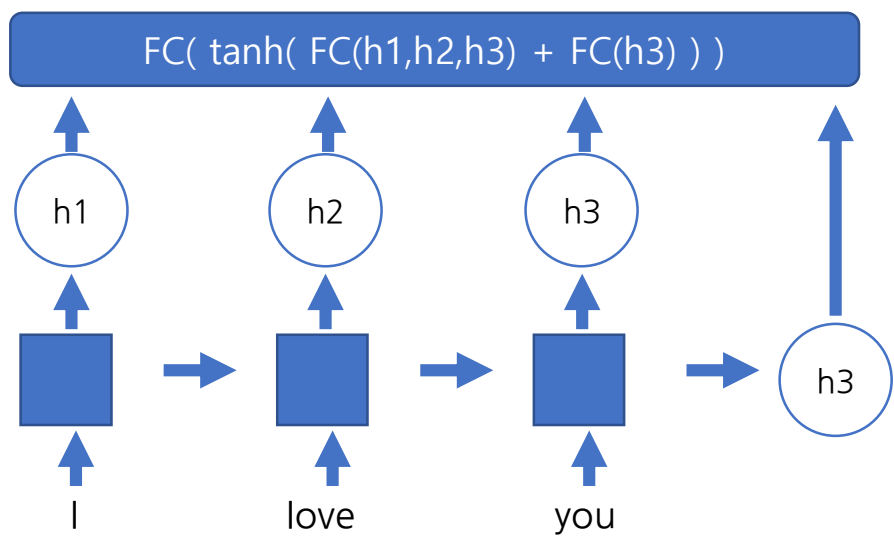 FC( tanh( FC(h1,h2,h3) + FC(h3) ) )
h1 h2 h3
h3
I love you